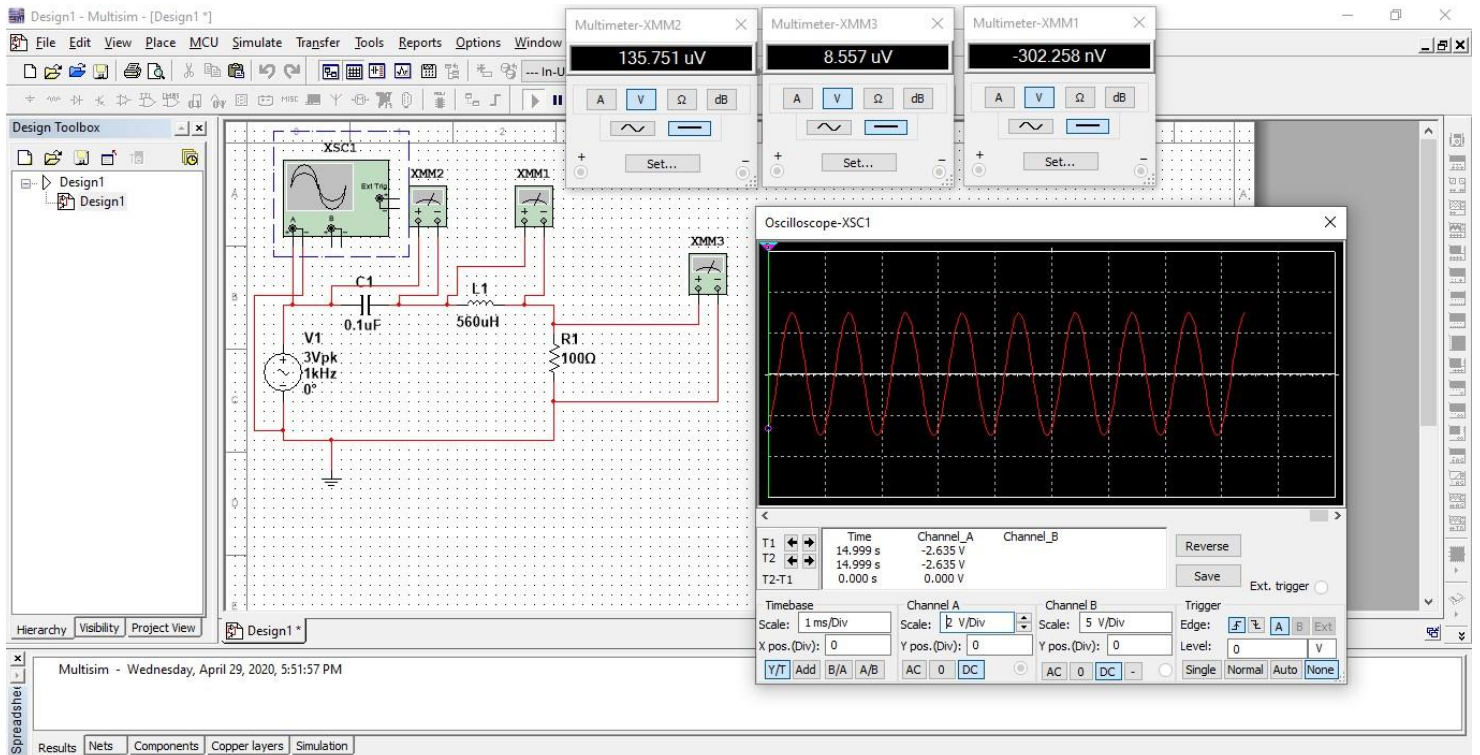 Design1 - Multisim - [Design1 *]
File Edit View Place MCU Simulate Transfer Tools Reports Options Window
--- In-U
MISC
Multimeter-XMM2
135.751 uV
A V Ω dB
Set...
+ -
Multimeter-XMM3
8.557 uV
A V Ω dB
Set...
+ -
Multimeter-XMM1
-302.258 nV
A V Ω dB
Set...
+ -
Design Toolbox
Design1
Design1
Hierarchy Visibility Project View
0 1 2
A
B
C
D
E
A
XSC1
Ext Trig
A B
XMM2
XMM1
XMM3
C1
0.1uF
L1
560uH
V1
3Vpk
1kHz
0°
R1
100Ω
Design1 *
Oscilloscope-XSC1
Time Channel_A Channel_B
T1 14.999 s -2.635 V
T2 14.999 s -2.635 V
T2-T1 0.000 s 0.000 V
Reverse
Save
Ext. trigger
Timebase
Scale: 1 ms/Div
X pos.(Div): 0
Y/T Add B/A A/B
Channel A
Scale: 2 V/Div
Y pos.(Div): 0
AC 0 DC
Channel B
Scale: 5 V/Div
Y pos.(Div): 0
AC 0 DC -
Trigger
Edge: A B Ext
Level: 0 V
Single Normal Auto None
Multisim - Wednesday, April 29, 2020, 5:51:57 PM
Spreadshee
Results Nets Components Copper layers Simulation